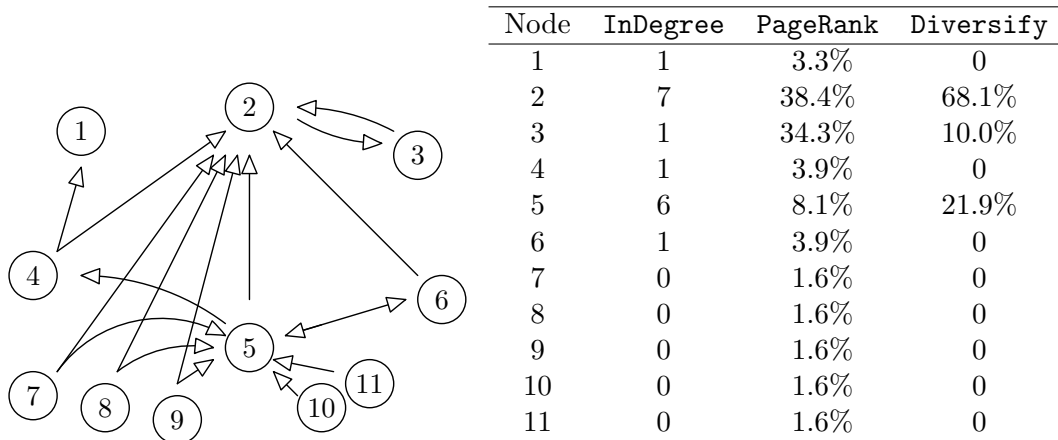 1
2
3
4
5
6
7
8
9
10
11
Node InDegree PageRank Diversify
1 1 3.3% 0
2 7 38.4% 68.1%
3 1 34.3% 10.0%
4 1 3.9% 0
5 6 8.1% 21.9%
6 1 3.9% 0
7 0 1.6% 0
8 0 1.6% 0
9 0 1.6% 0
10 0 1.6% 0
11 0 1.6% 0